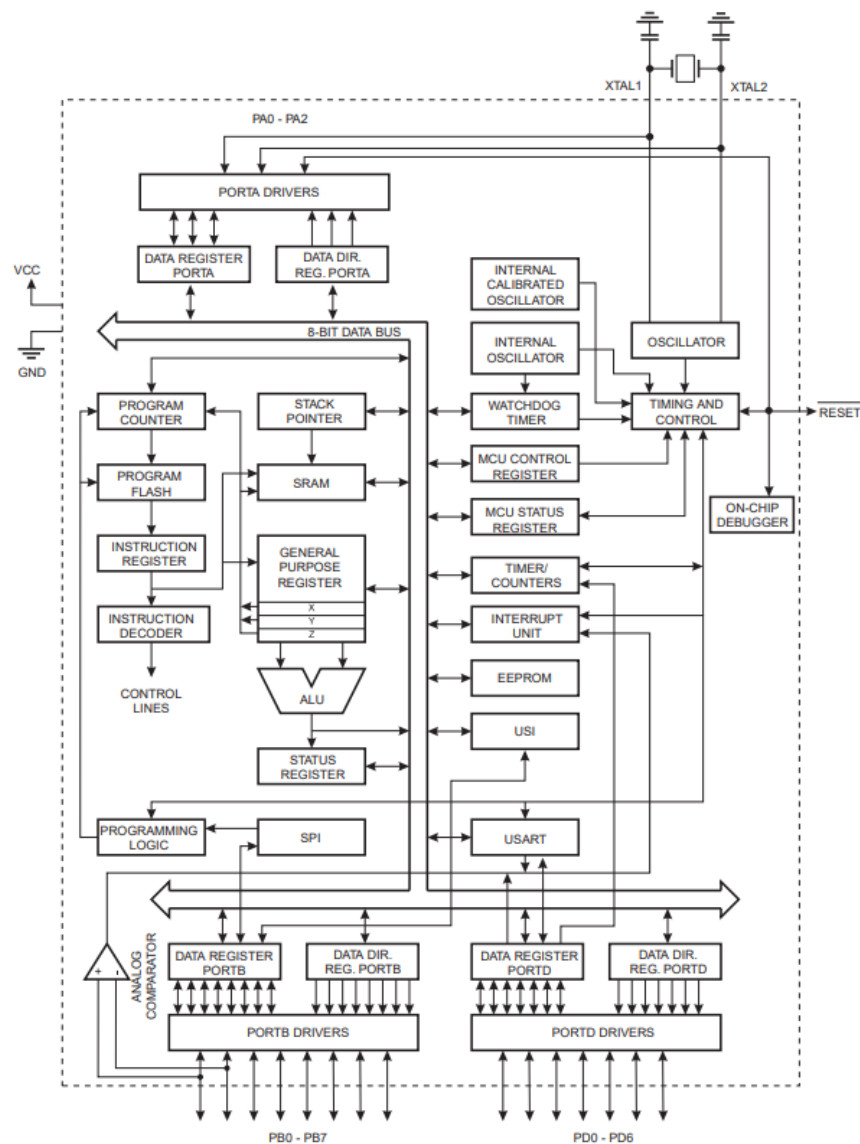 XTAL1
XTAL2
PA0 - PA2
PORTA DRIVERS
DATA REGISTER
PORTA
DATA DIR.
REG. PORTA
VCC
GND
8-BIT DATA BUS
INTERNAL
CALIBRATED
OSCILLATOR
INTERNAL
OSCILLATOR
OSCILLATOR
PROGRAM
COUNTER
STACK
POINTER
WATCHDOG
TIMER
TIMING AND
CONTROL
RESET
PROGRAM
FLASH
SRAM
MCU CONTROL
REGISTER
MCU STATUS
REGISTER
ON-CHIP
DEBUGGER
INSTRUCTION
REGISTER
GENERAL
PURPOSE
REGISTER
X
Y
Z
TIMER/
COUNTERS
INSTRUCTION
DECODER
INTERRUPT
UNIT
CONTROL
LINES
ALU
EEPROM
USI
STATUS
REGISTER
PROGRAMMING
LOGIC
SPI
USART
+
-
ANALOG
COMPARATOR
DATA REGISTER
PORTB
DATA DIR.
REG. PORTB
DATA REGISTER
PORTD
DATA DIR.
REG. PORTD
PORTB DRIVERS
PORTD DRIVERS
PB0 - PB7
PD0 - PD6